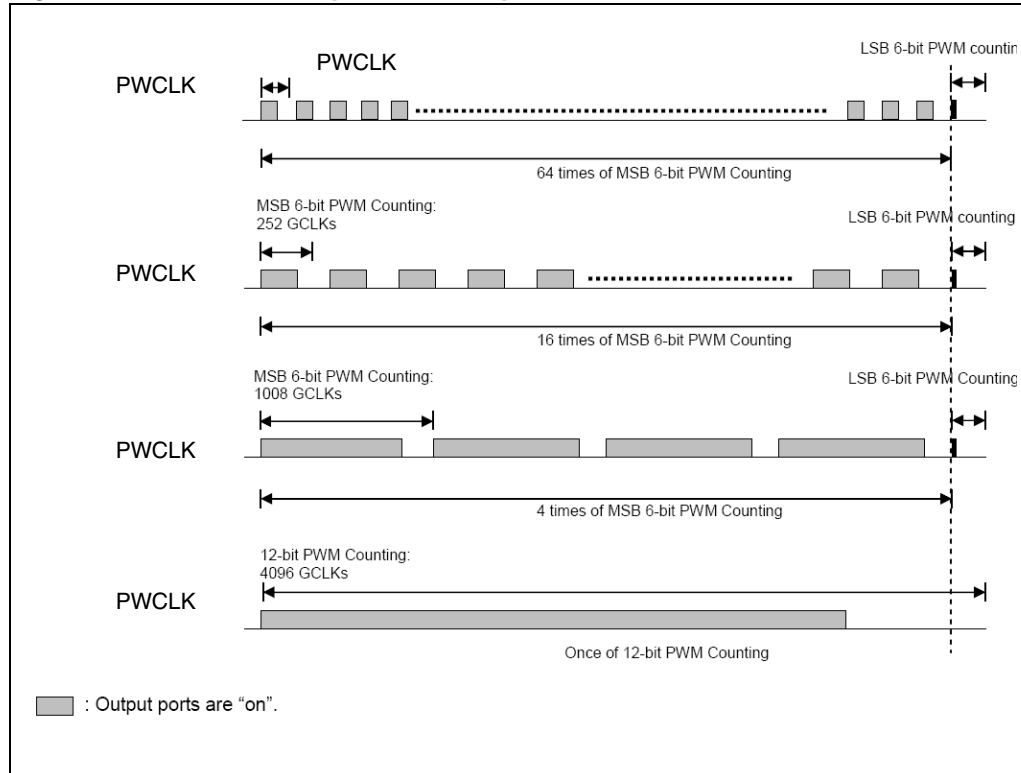 LSB 6-bit PWM countin
PWCLK
PWCLK
64 times of MSB 6-bit PWM Counting
MSB 6-bit PWM Counting:
252 GCLKs
LSB 6-bit PWM counting
PWCLK
16 times of MSB 6-bit PWM Counting
MSB 6-bit PWM Counting:
1008 GCLKs
LSB 6-bit PWM Counting
PWCLK
4 times of MSB 6-bit PWM Counting
12-bit PWM Counting:
4096 GCLKs
PWCLK
Once of 12-bit PWM Counting
: Output ports are “on”.